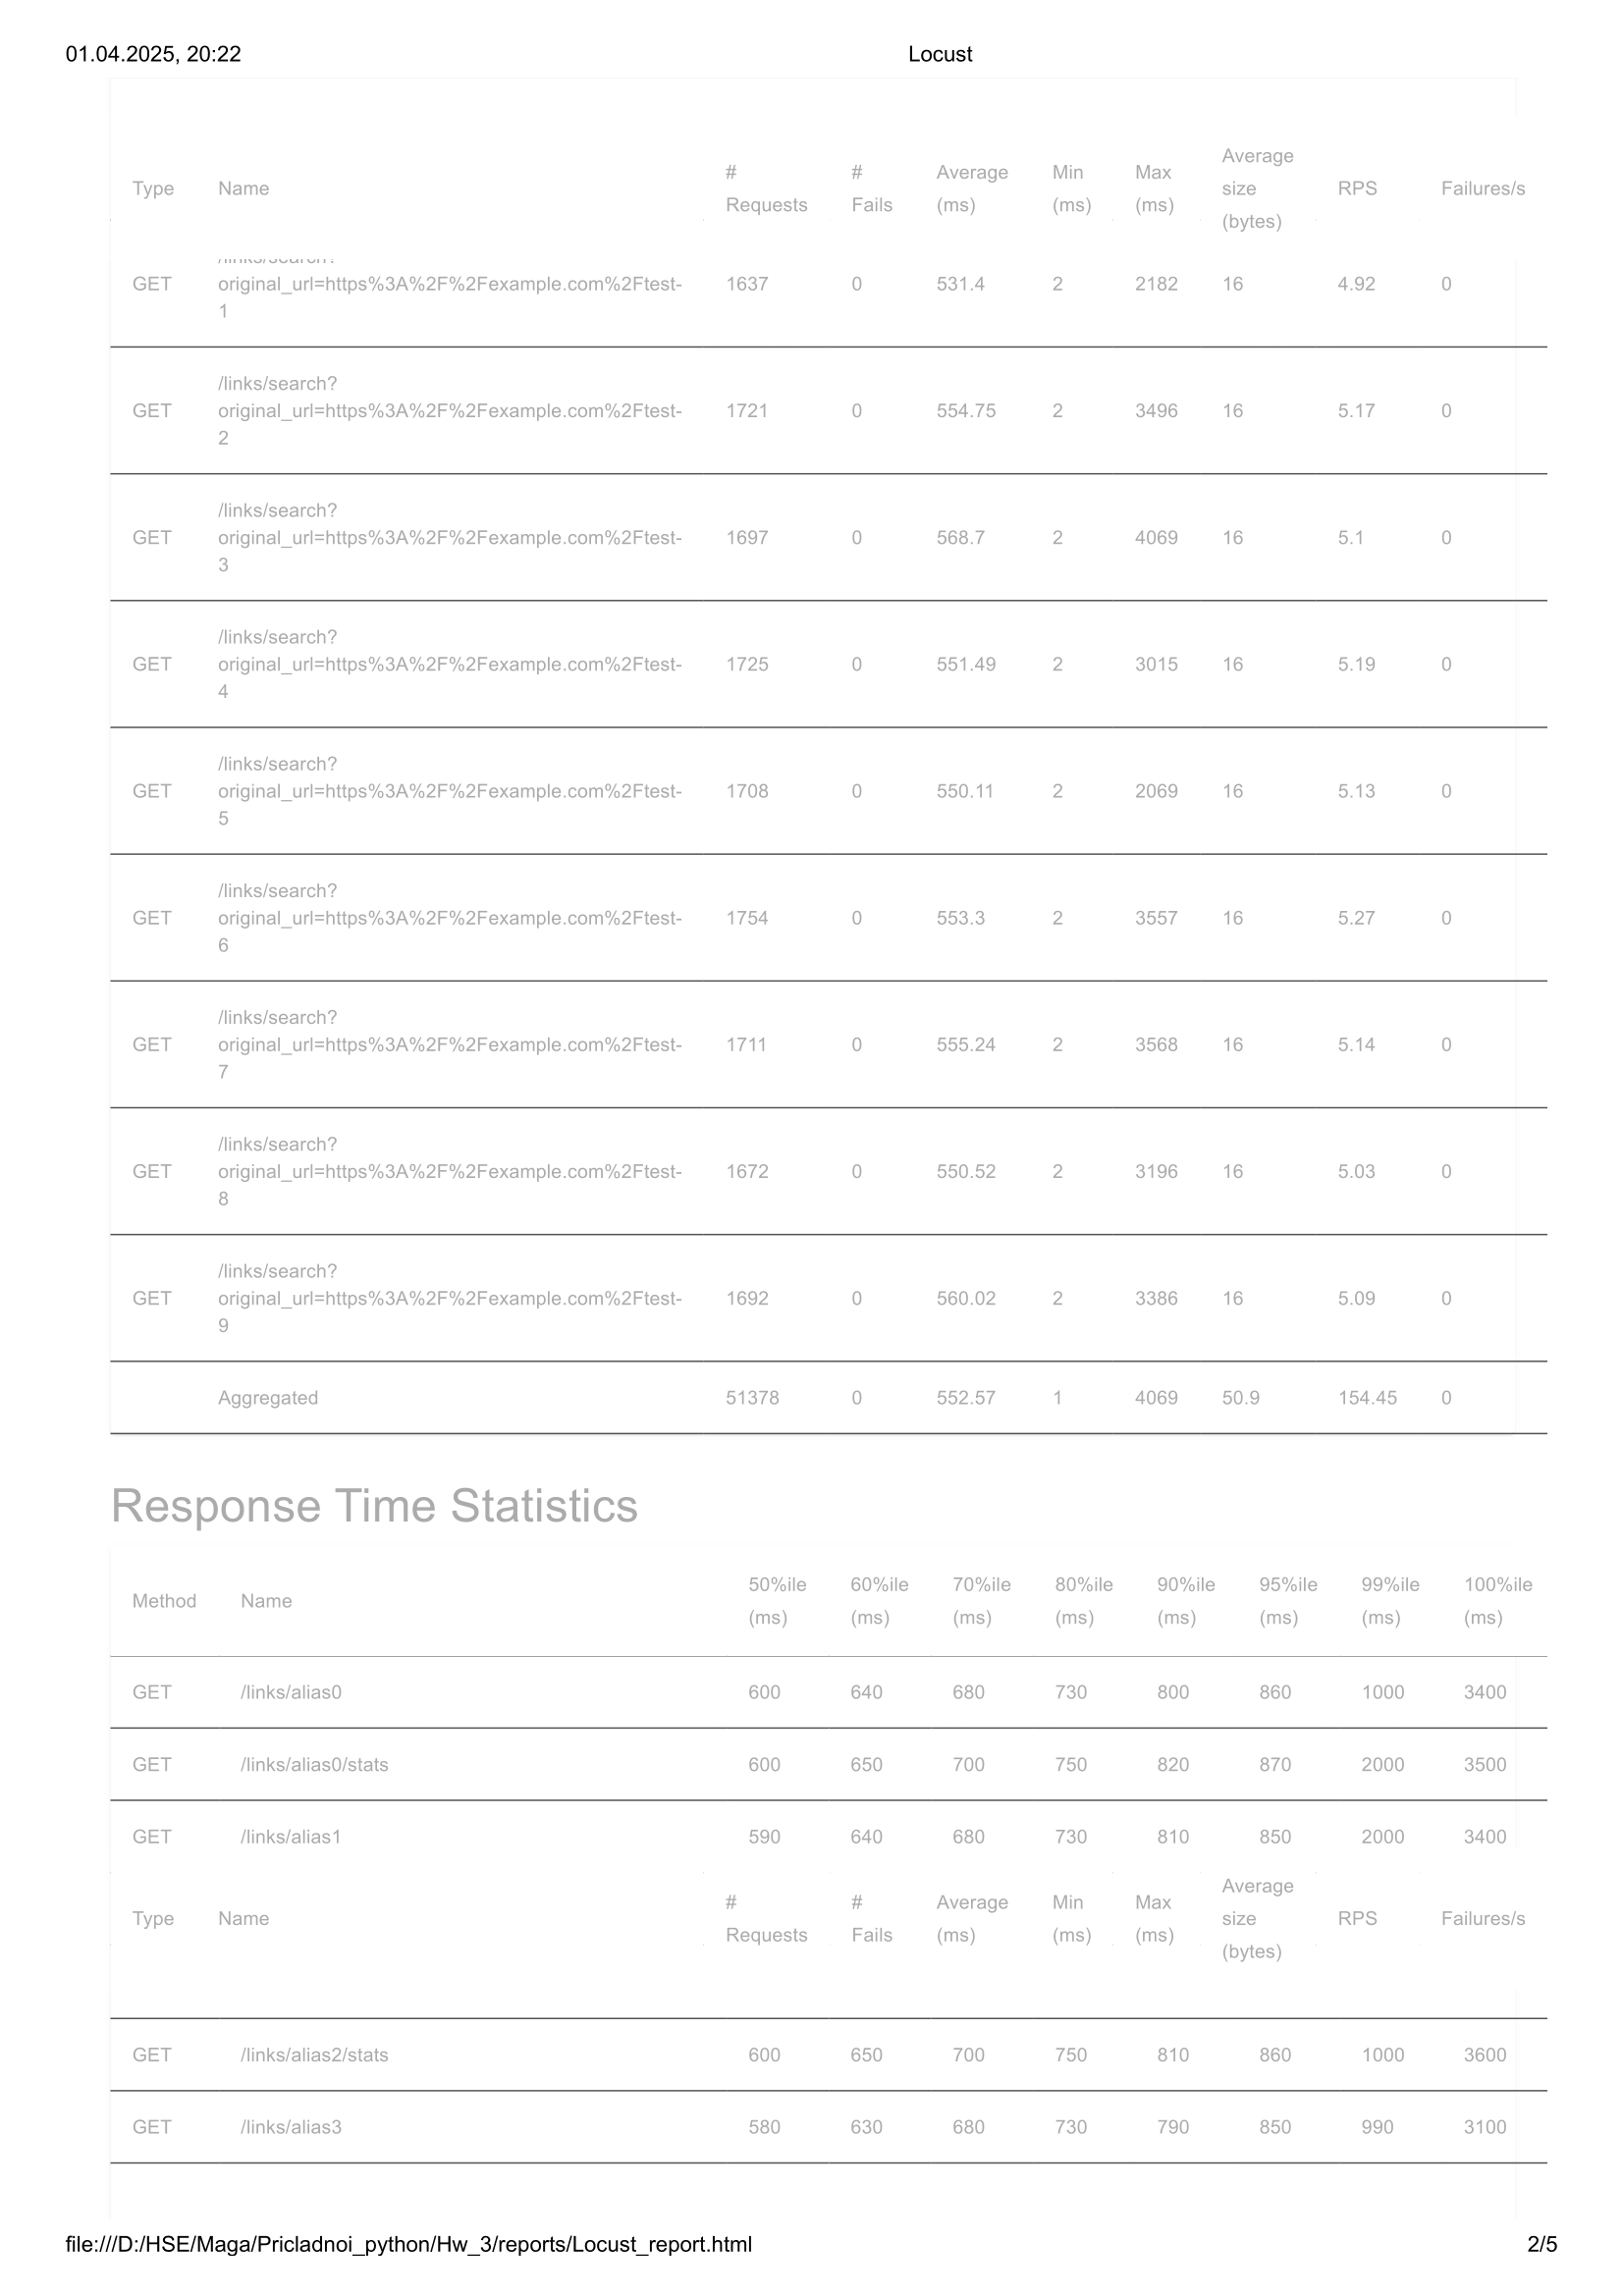 01.04.2025, 20:22 Locust
Type Name # Requests # Fails Average (ms) Min (ms) Max (ms) Average size (bytes) RPS Failures/s
/links/search?
GET original_url=https%3A%2F%2Fexample.com%2Ftest- 1637 0 531.4 2 2182 16 4.92 0
1
/links/search?
GET original_url=https%3A%2F%2Fexample.com%2Ftest- 1721 0 554.75 2 3496 16 5.17 0
2
/links/search?
GET original_url=https%3A%2F%2Fexample.com%2Ftest- 1697 0 568.7 2 4069 16 5.1 0
3
/links/search?
GET original_url=https%3A%2F%2Fexample.com%2Ftest- 1725 0 551.49 2 3015 16 5.19 0
4
/links/search?
GET original_url=https%3A%2F%2Fexample.com%2Ftest- 1708 0 550.11 2 2069 16 5.13 0
5
/links/search?
GET original_url=https%3A%2F%2Fexample.com%2Ftest- 1754 0 553.3 2 3557 16 5.27 0
6
/links/search?
GET original_url=https%3A%2F%2Fexample.com%2Ftest- 1711 0 555.24 2 3568 16 5.14 0
7
/links/search?
GET original_url=https%3A%2F%2Fexample.com%2Ftest- 1672 0 550.52 2 3196 16 5.03 0
8
/links/search?
GET original_url=https%3A%2F%2Fexample.com%2Ftest- 1692 0 560.02 2 3386 16 5.09 0
9
Aggregated 51378 0 552.57 1 4069 50.9 154.45 0
Response Time Statistics
Method Name 50%ile (ms) 60%ile (ms) 70%ile (ms) 80%ile (ms) 90%ile (ms) 95%ile (ms) 99%ile (ms) 100%ile (ms)
GET /links/alias0 600 640 680 730 800 860 1000 3400
GET /links/alias0/stats 600 650 700 750 820 870 2000 3500
GET /links/alias1 590 640 680 730 810 850 2000 3400
Type Name # Requests # Fails Average (ms) Min (ms) Max (ms) Average size (bytes) RPS Failures/s
GET /links/alias2/stats 600 650 700 750 810 860 1000 3600
GET /links/alias3 580 630 680 730 790 850 990 3100
file:///D:/HSE/Maga/Pricladnoi_python/Hw_3/reports/Locust_report.html 2/5